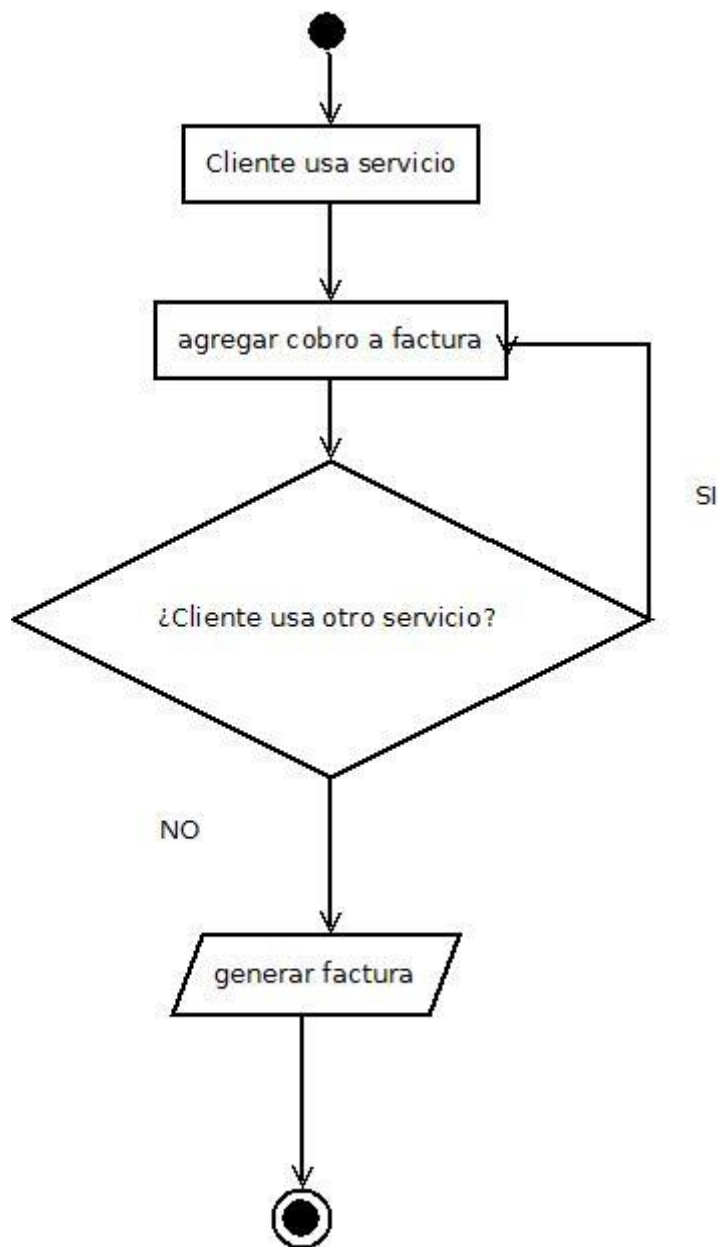 Cliente usa servicio
agregar cobro a factura
SI
¿Cliente usa otro servicio?
NO
generar factura